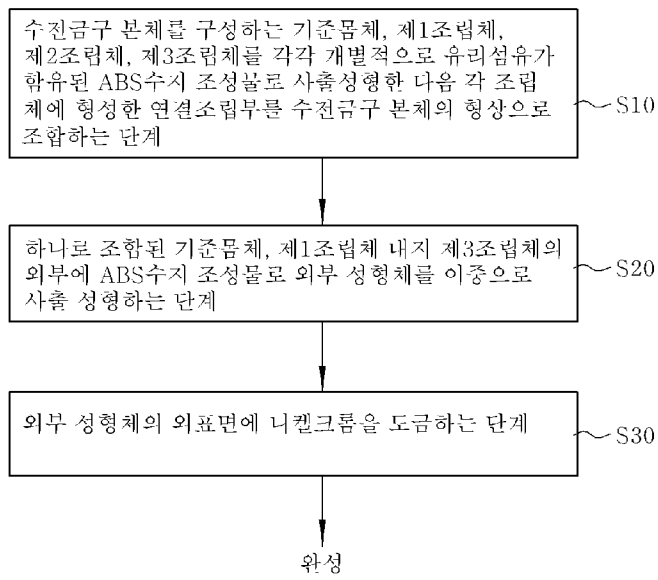 수전금구 본체를 구성하는 기준몸체, 제1조립체,
제2조립체, 제3조립체를 각각 개별적으로 유리섬유가
함유된 ABS수지 조성물로 사출성형한 다음 각 조립
체에 형성한 연결조립부를 수전금구 본체의 형상으로
조합하는 단계
S10
하나로 조합된 기준몸체, 제1조립체 내지 제3조립체의
외부에 ABS수지 조성물로 외부 성형체를 이중으로
사출 성형하는 단계
S20
외부 성형체의 외표면에 니켈크롬을 도금하는 단계
S30
완성